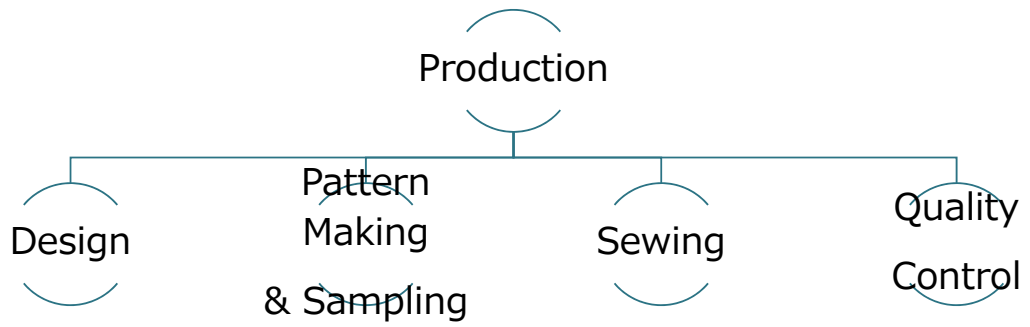 Production
Design
Pattern
Making
& Sampling
Sewing
Quality
Control